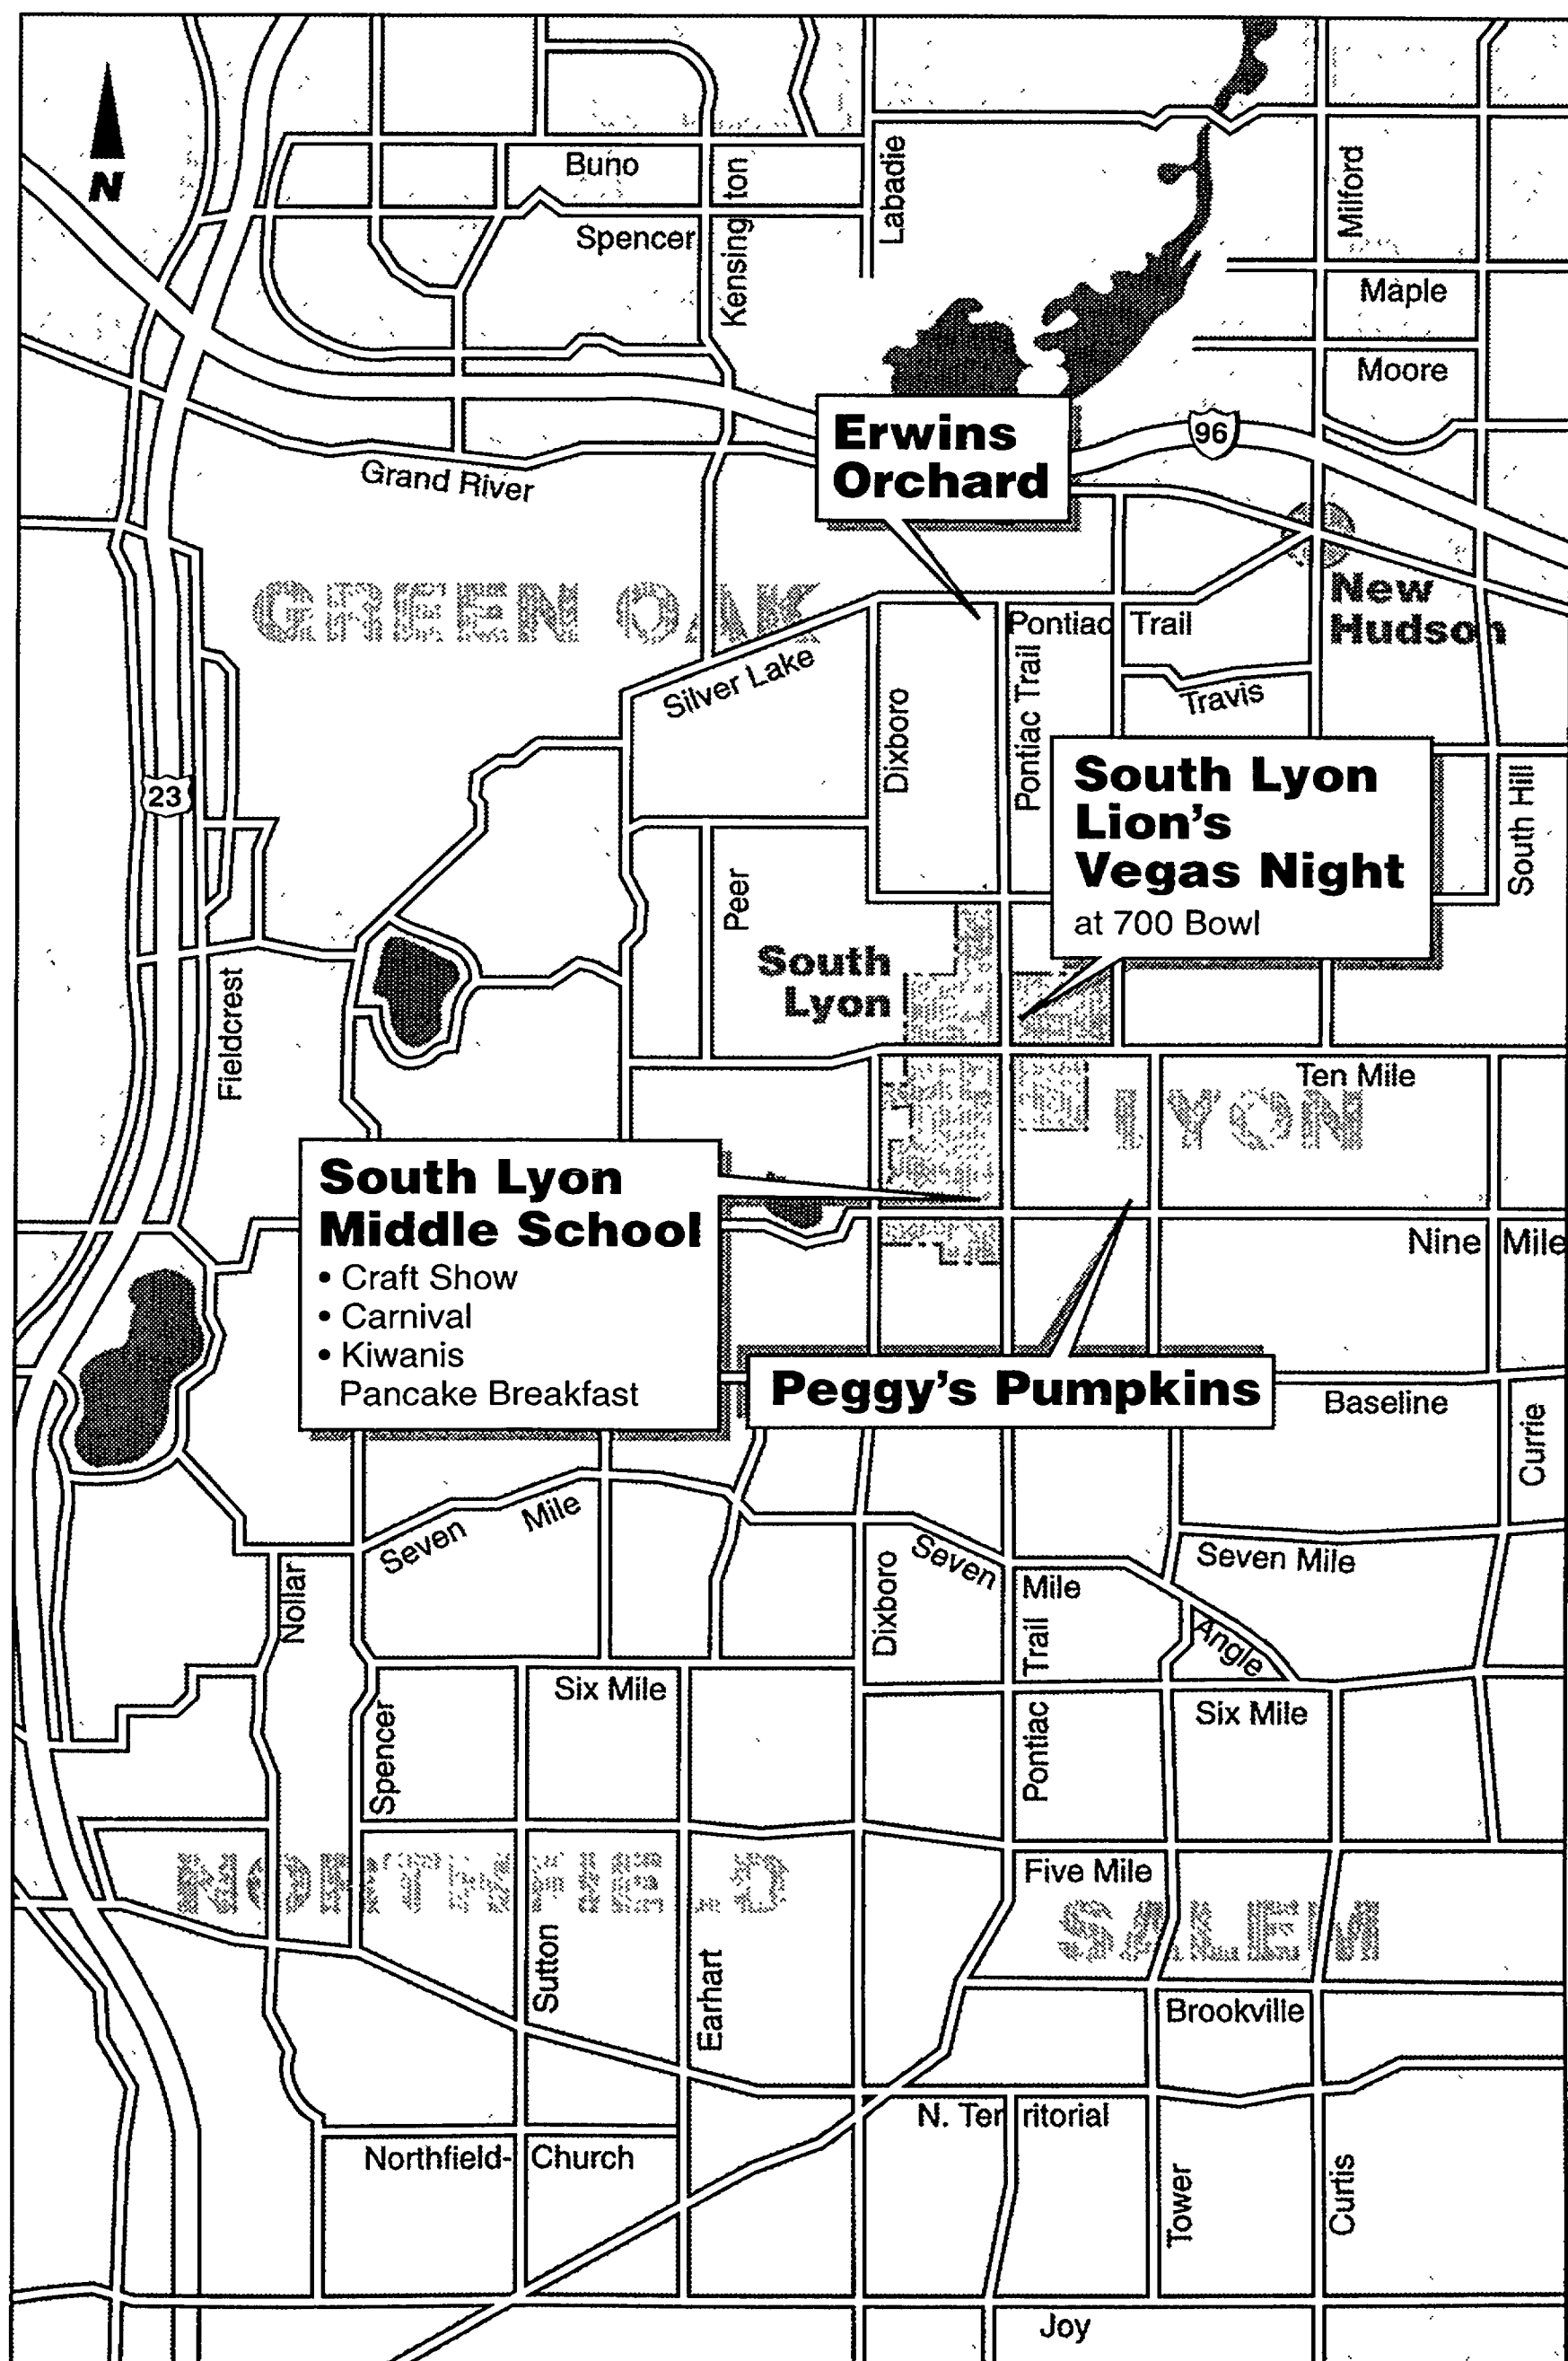 N
Buno
Spencer
Kensington
Labadie
Milford
Maple
Moore
96
Erwins
Orchard
Grand River
GREEN OAK
New
Hudson
Pontiac Trail
Silver Lake
Dixboro
Pontiac Trail
Travis
23
South Lyon
Lion's
Vegas Night
at 700 Bowl
South Hill
Peer
South
Lyon
Fieldcrest
Ten Mile
LYON
South Lyon
Middle School
• Craft Show
• Carnival
• Kiwanis
Pancake Breakfast
Nine Mile
Peggy's Pumpkins
Baseline
Currie
Seven Mile
Seven Mile
Seven Mile
Nollar
Dixboro
Angle
Six Mile
Pontiac Trail
Six Mile
Spencer
Five Mile
NORTHFIELD
SALEM
Sutton
Earhart
Brookville
N. Territorial
Northfield-Church
Tower
Curtis
Joy